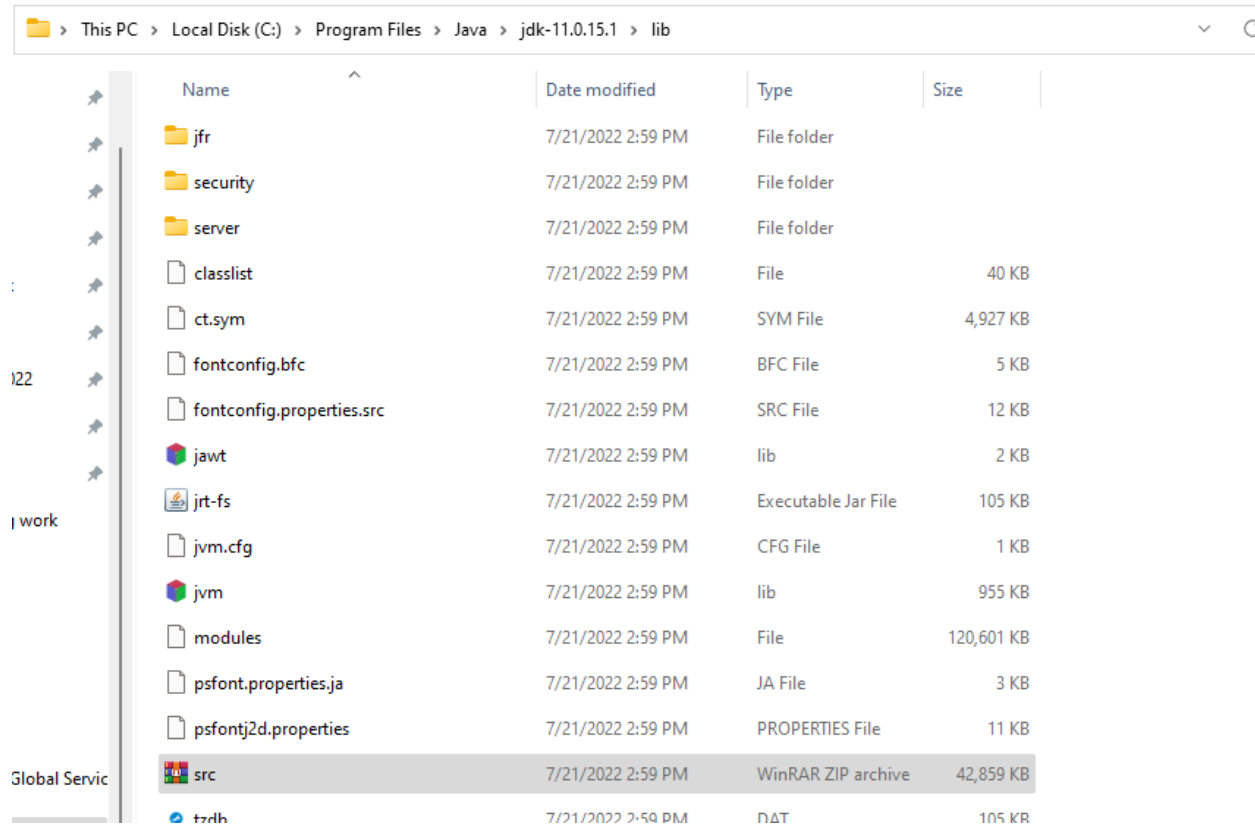 This PC > Local Disk (C:) > Program Files > Java > jdk-11.0.15.1 > lib
Name Date modified Type Size
jfr 7/21/2022 2:59 PM File folder
security 7/21/2022 2:59 PM File folder
server 7/21/2022 2:59 PM File folder
classlist 7/21/2022 2:59 PM File 40 KB
ct.sym 7/21/2022 2:59 PM SYM File 4,927 KB
fontconfig.bfc 7/21/2022 2:59 PM BFC File 5 KB
022
fontconfig.properties.src 7/21/2022 2:59 PM SRC File 12 KB
jawt 7/21/2022 2:59 PM lib 2 KB
jrt-fs 7/21/2022 2:59 PM Executable Jar File 105 KB
work
jvm.cfg 7/21/2022 2:59 PM CFG File 1 KB
jvm 7/21/2022 2:59 PM lib 955 KB
modules 7/21/2022 2:59 PM File 120,601 KB
psfont.properties.ja 7/21/2022 2:59 PM JA File 3 KB
psfontj2d.properties 7/21/2022 2:59 PM PROPERTIES File 11 KB
Global Servic
src 7/21/2022 2:59 PM WinRAR ZIP archive 42,859 KB
tzdb 7/21/2022 2:59 PM DAT 105 KB